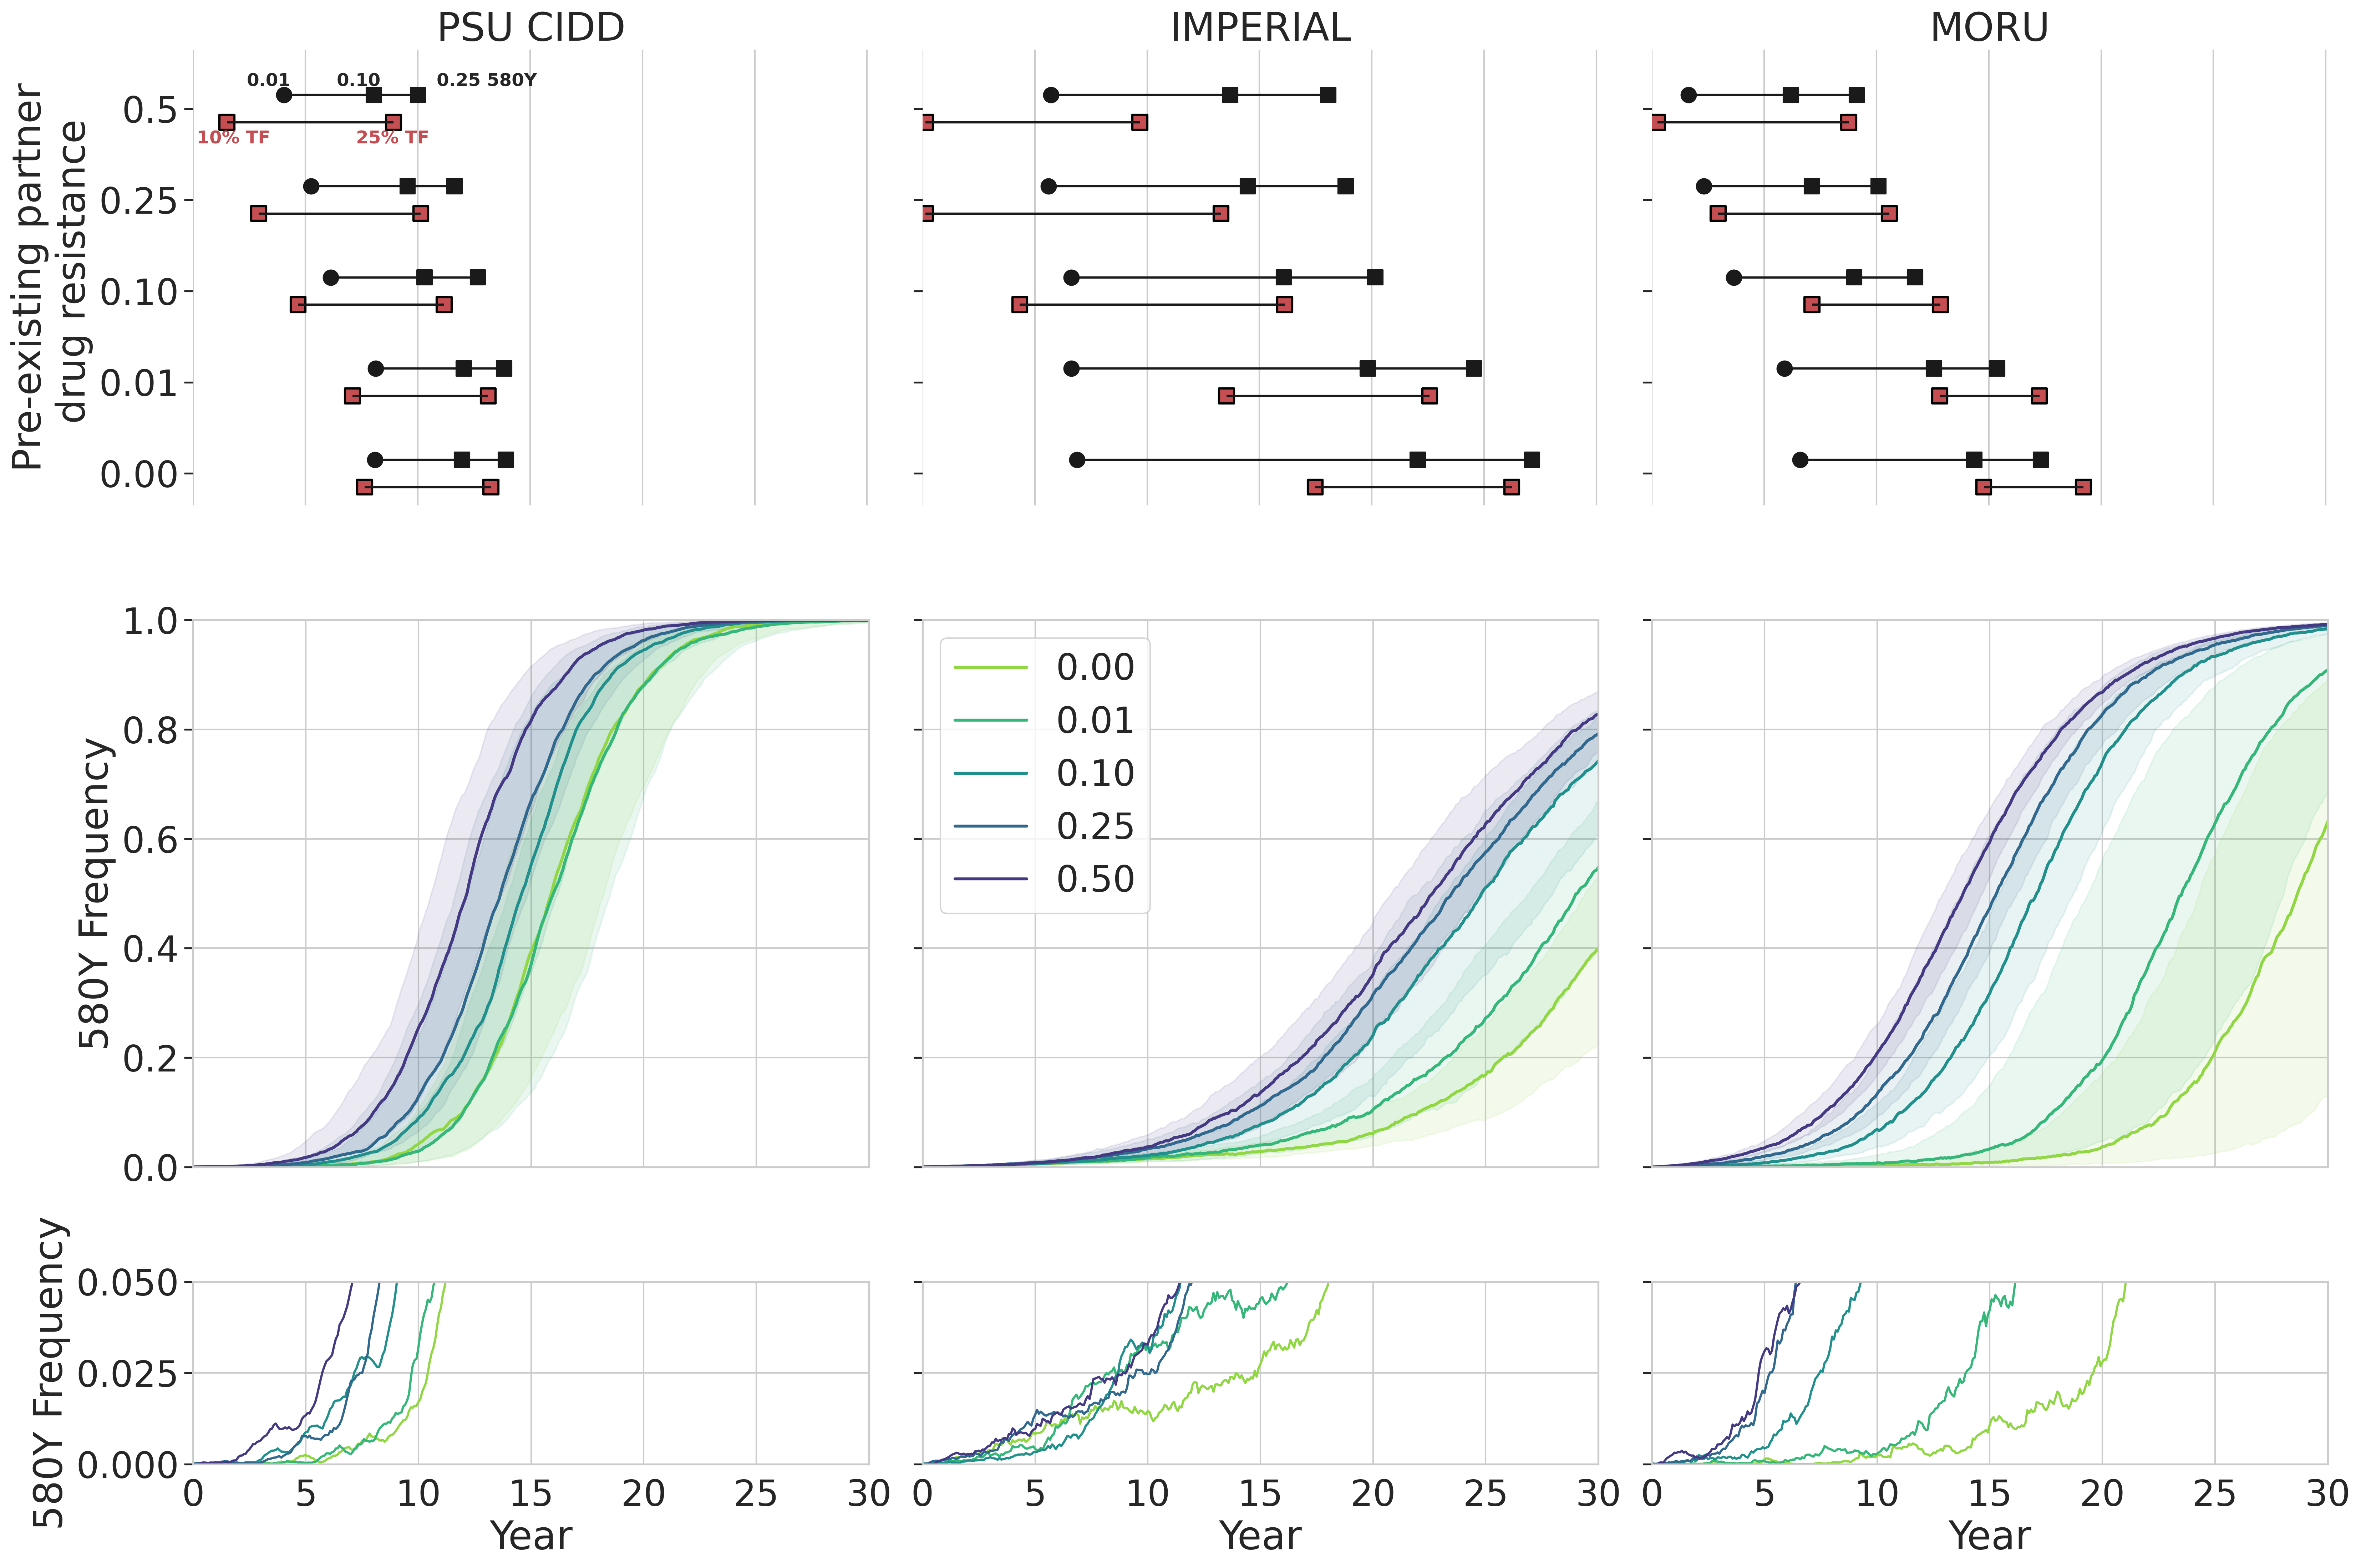 PSU CIDD
IMPERIAL
MORU
Pre-existing partner
drug resistance
0.5
0.25
0.10
0.01
0.00
0.01
0.10
0.25 580Y
10% TF
25% TF
580Y Frequency
1.0
0.8
0.6
0.4
0.2
0.0
0.00
0.01
0.10
0.25
0.50
580Y Frequency
0.050
0.025
0.000
0 5 10 15 20 25 30
0 5 10 15 20 25 30
0 5 10 15 20 25 30
Year
Year
Year